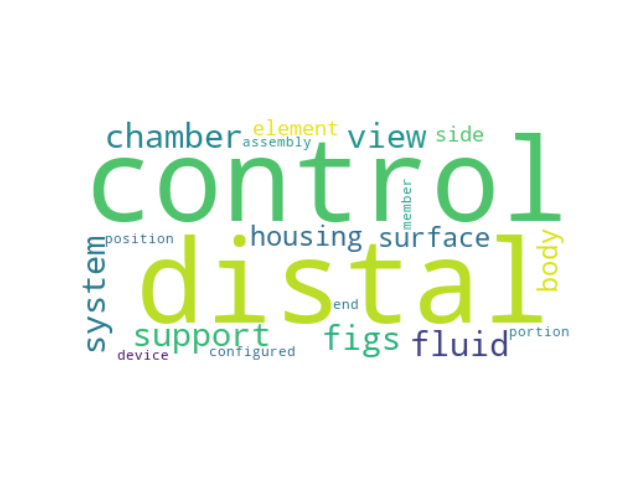 chamber element view side
assembly
control
member
position housing surface
system body
distal
end
support figs fluid portion
device configured